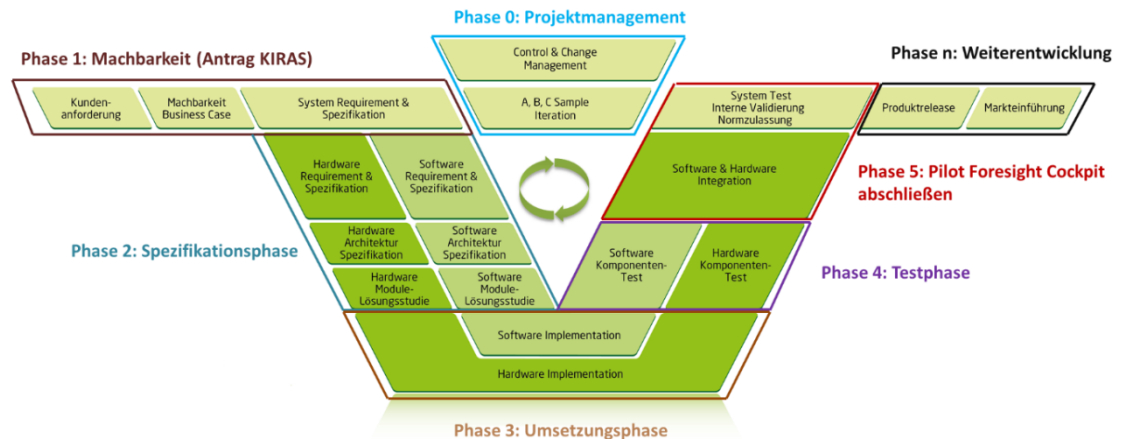 Phase 0: Projektmanagement
Control & Change
Management
A, B, C Sample
Iteration
Phase 1: Machbarkeit (Antrag KIRAS)
Kunden-
anforderung
Machbarkeit
Business Case
System Requirement &
Spezifikation
Hardware
Requirement &
Spezifikation
Software
Requirement &
Spezifikation
Hardware
Architektur
Spezifikation
Software
Architektur
Spezifikation
Hardware
Module-
Lösungsstudie
Software
Module-
Lösungsstudie
Phase 2: Spezifikationsphase
Software Implementation
Hardware Implementation
Phase 3: Umsetzungsphase
Software
Komponenten-
Test
Hardware
Komponenten-
Test
Phase 4: Testphase
Software & Hardware
Integration
System Test
Interne Validierung
Normzulassung
Phase 5: Pilot Foresight Cockpit
abschließen
Phase n: Weiterentwicklung
Produktrelease
Markteinführung